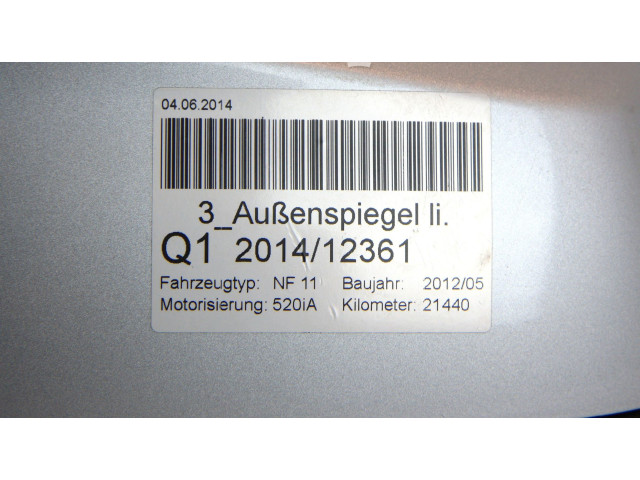 04.06.2014
3_Außenspiegel li.
Q1 2014/12361
Fahrzeugtyp: NF 11 Baujahr: 2012/05
Motorisierung: 520iA Kilometer: 21440